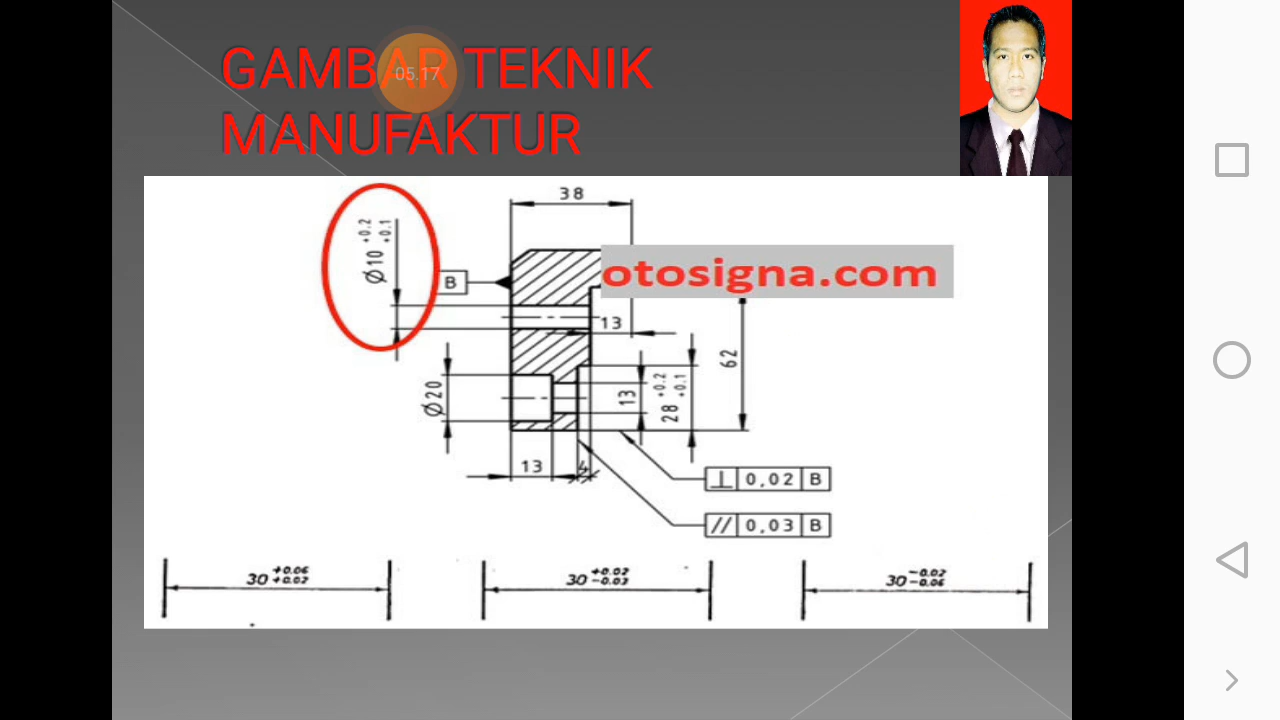 GAMBAR TEKNIK
05.17
MANUFAKTUR
38
Ø10 +0.2 +0.1
B
otosigna.com
13
62
Ø20
13
28 +0.2 +0.1
13
4
⊥ 0,02 B
// 0,03 B
30 +0.06 +0.02
30 +0.02 -0.03
30 -0.02 -0.06